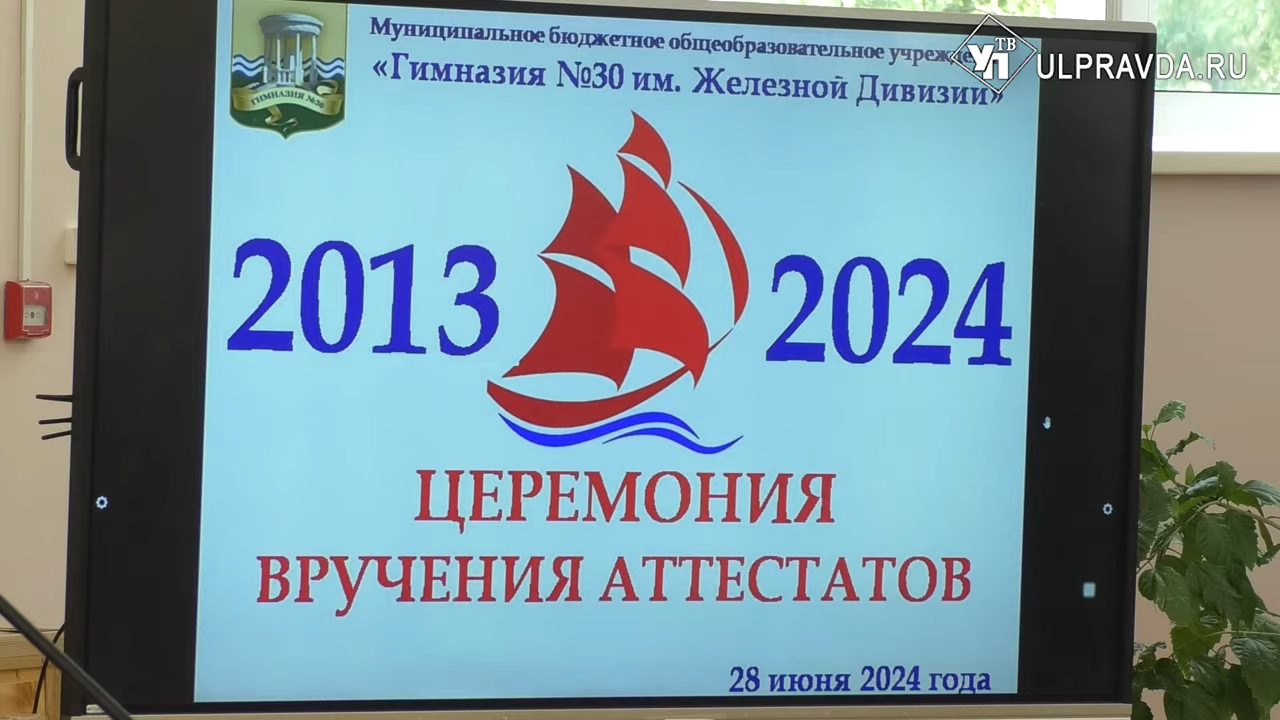 Муниципальное бюджетное общеобразовательное
«Гимназия №30 им. Железной Дивизии»
ГИМНАЗИЯ №30
УП ТВ ULPRAVDA.RU
2013 2024
ЦЕРЕМОНИЯ
ВРУЧЕНИЯ АТТЕСТАТОВ
28 июня 2024 года